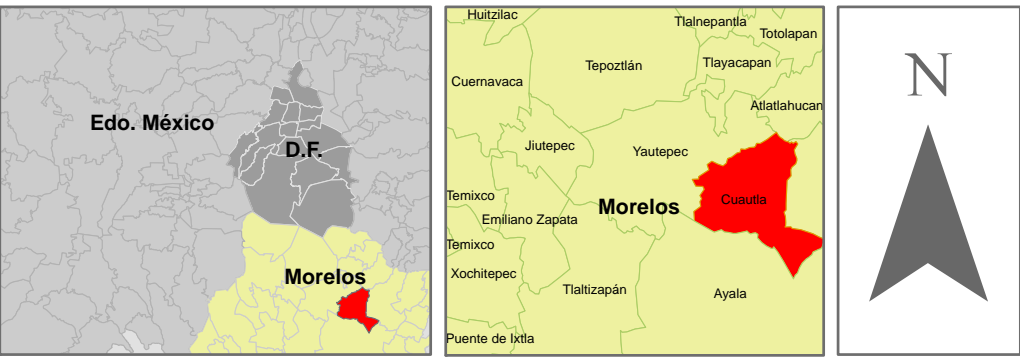 Edo. México
D.F.
Morelos
Huitzilac
Tlalnepantla
Totolapan
Cuernavaca
Tepoztlán
Tlayacapan
Atlatlahucan
Jiutepec
Yautepec
Temixco
Emiliano Zapata
Morelos
Cuautla
Temixco
Xochitepec
Tlaltizapán
Ayala
Puente de Ixtla
N